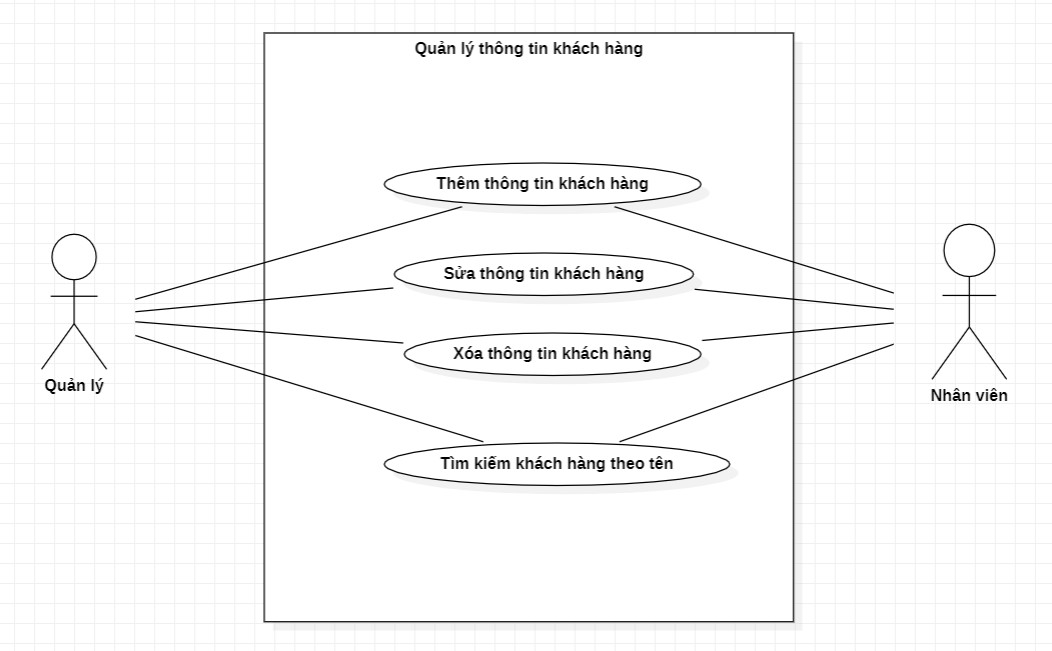 Quản lý thông tin khách hàng
Thêm thông tin khách hàng
Sửa thông tin khách hàng
Xóa thông tin khách hàng
Quản lý
Nhân viên
Tìm kiếm khách hàng theo tên